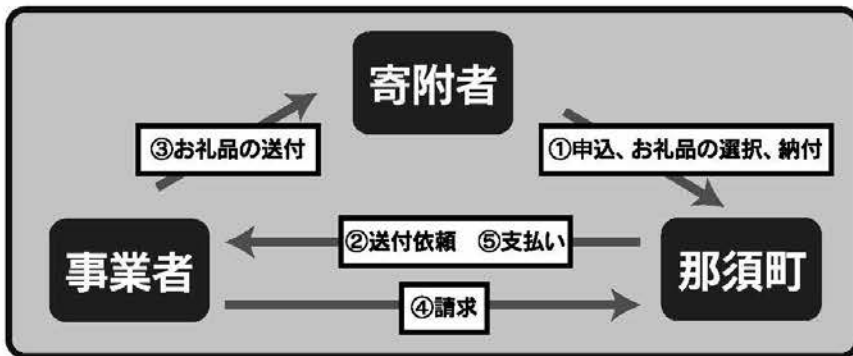 寄附者
③お礼品の送付
①申込、お礼品の選択、納付
事業者
②送付依頼 ⑤支払い
那須町
④請求